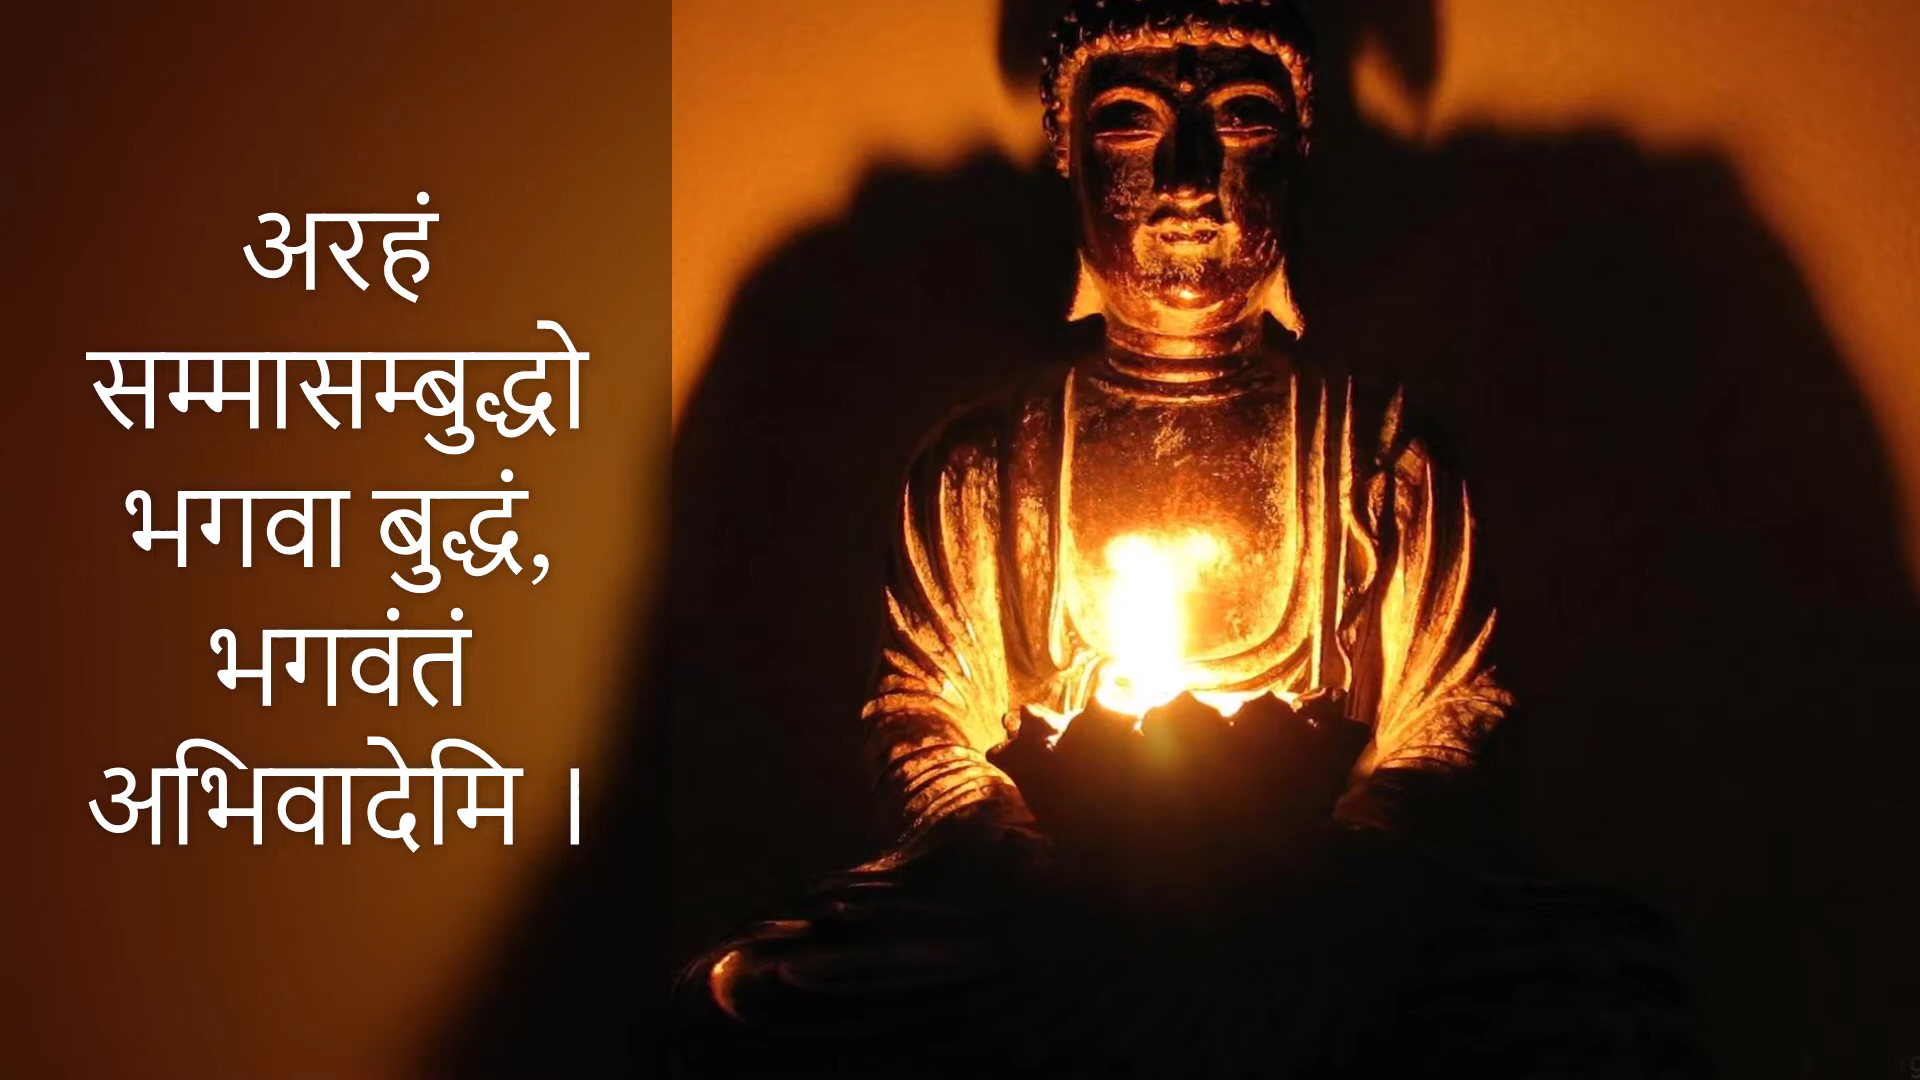 अरहं
सम्मासम्बुद्धो
भगवा बुद्धं,
भगवंतं
अभिवादेमि ।